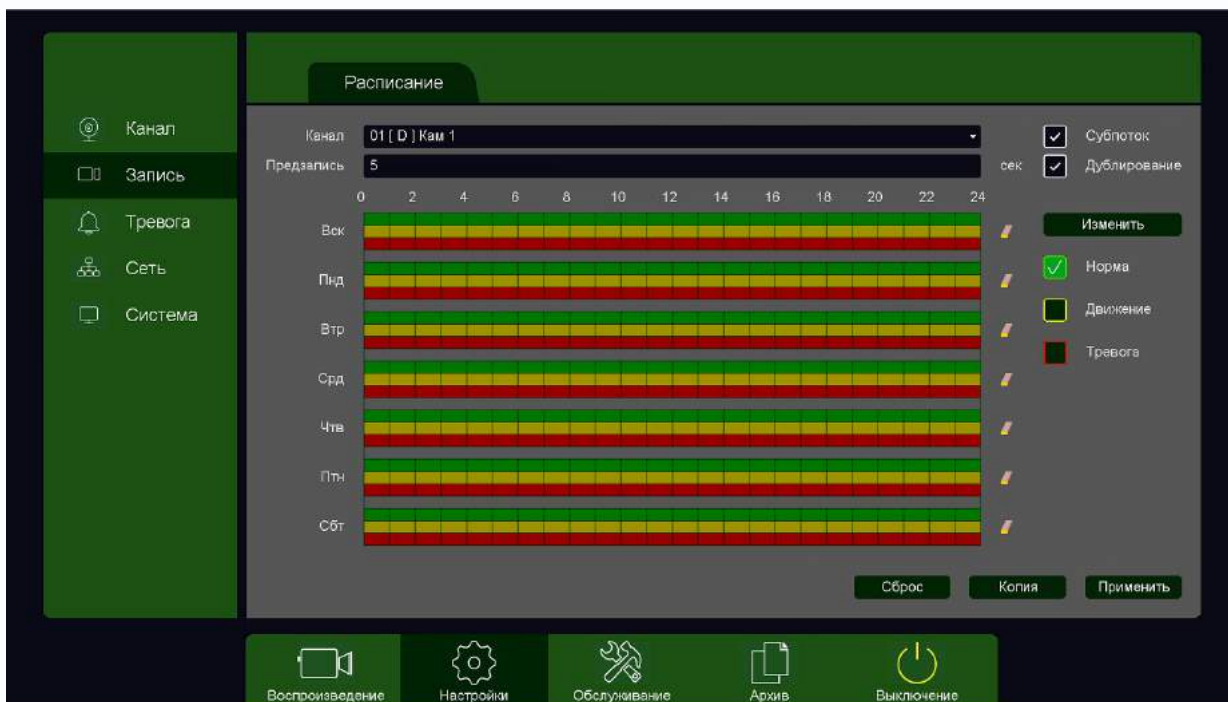 Расписание
Канал
Запись
Тревога
Сеть
Система
Канал 01 [ D ] Кам 1 Субпоток
Предзапись 5 сек Дублирование
0 2 4 6 8 10 12 14 16 18 20 22 24
Вск Изменить
Пнд Норма
Втр Движение
Срд Тревога
Чтв
Птн
Сбт
Сброс Копия Применить
Воспроизведение Настройки Обслуживание Архив Выключение